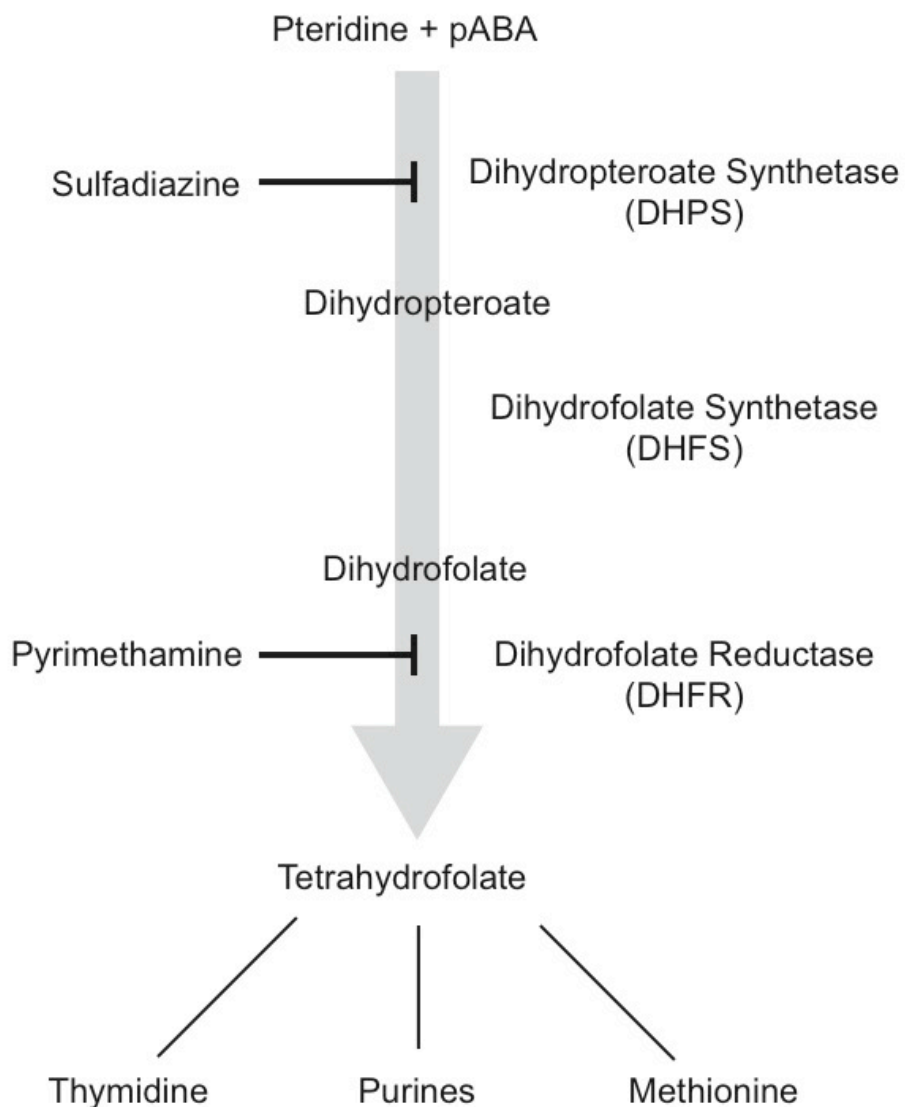 Pteridine + pABA
Sulfadiazine
Dihydropteroate Synthetase
(DHPS)
Dihydropteroate
Dihydrofolate Synthetase
(DHFS)
Dihydrofolate
Pyrimethamine
Dihydrofolate Reductase
(DHFR)
Tetrahydrofolate
Thymidine
Purines
Methionine